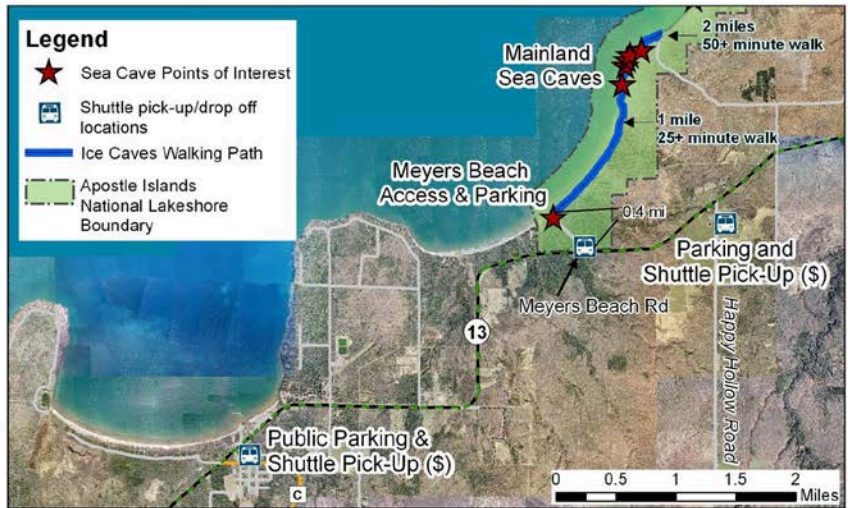 Legend
Sea Cave Points of Interest
Shuttle pick-up/drop off
locations
Ice Caves Walking Path
Apostle Islands
National Lakeshore
Boundary
Mainland
Sea Caves
2 miles
50+ minute walk
1 mile
25+ minute walk
Meyers Beach
Access & Parking
0.4 mi
Parking and
Shuttle Pick-Up ($)
Meyers Beach Rd
13
Happy Hollow Road
Public Parking &
Shuttle Pick-Up ($)
C
0 0.5 1 2
Miles